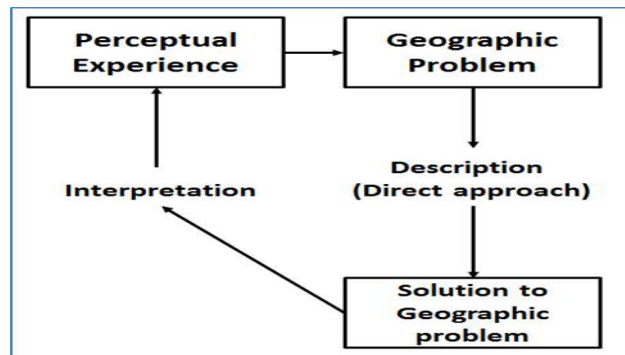 Perceptual
Experience
Geographic
Problem
Description
(Direct approach)
Interpretation
Solution to
Geographic
problem